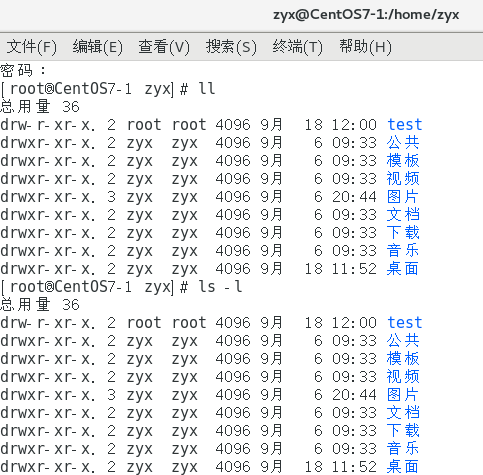 zyx@CentOS7-1:/home/zyx
文件(F) 编辑(E) 查看(V) 搜索(S) 终端(T) 帮助(H)
密码：
[root@CentOS7-1 zyx]# ll
总用量 36
drw-r-xr-x. 2 root root 4096 9月  18 12:00 test
drwxr-xr-x. 2 zyx  zyx  4096 9月   6 09:33 公共
drwxr-xr-x. 2 zyx  zyx  4096 9月   6 09:33 模板
drwxr-xr-x. 2 zyx  zyx  4096 9月   6 09:33 视频
drwxr-xr-x. 3 zyx  zyx  4096 9月   6 20:44 图片
drwxr-xr-x. 2 zyx  zyx  4096 9月   6 09:33 文档
drwxr-xr-x. 2 zyx  zyx  4096 9月   6 09:33 下载
drwxr-xr-x. 2 zyx  zyx  4096 9月   6 09:33 音乐
drwxr-xr-x. 2 zyx  zyx  4096 9月  18 11:52 桌面
[root@CentOS7-1 zyx]# ls -l
总用量 36
drw-r-xr-x. 2 root root 4096 9月  18 12:00 test
drwxr-xr-x. 2 zyx  zyx  4096 9月   6 09:33 公共
drwxr-xr-x. 2 zyx  zyx  4096 9月   6 09:33 模板
drwxr-xr-x. 2 zyx  zyx  4096 9月   6 09:33 视频
drwxr-xr-x. 3 zyx  zyx  4096 9月   6 20:44 图片
drwxr-xr-x. 2 zyx  zyx  4096 9月   6 09:33 文档
drwxr-xr-x. 2 zyx  zyx  4096 9月   6 09:33 下载
drwxr-xr-x. 2 zyx  zyx  4096 9月   6 09:33 音乐
drwxr-xr-x. 2 zyx  zyx  4096 9月  18 11:52 桌面